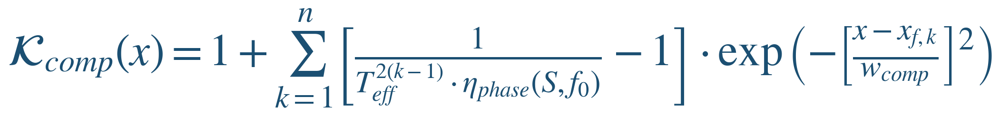 𝒦_{comp}(x) = 1 + \sum_{k=1}^{n} \left[ \frac{1}{T_{eff}^{2(k-1)} \cdot \eta_{phase}(S, f_0)} - 1 \right] \cdot \exp\left( -\left[ \frac{x - x_{f,k}}{w_{comp}} \right]^2 \right)